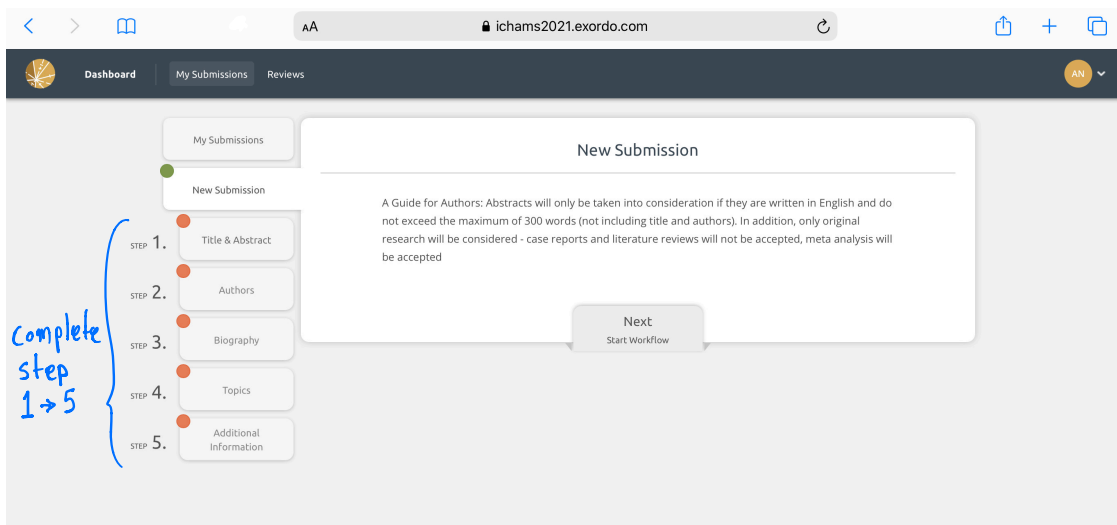 AA
ichams2021.exordo.com
Dashboard
My Submissions
Reviews
AN
My Submissions
New Submission
STEP 1.
Title & Abstract
STEP 2.
Authors
STEP 3.
Biography
STEP 4.
Topics
STEP 5.
Additional
Information
complete
step
1→5
New Submission
A Guide for Authors: Abstracts will only be taken into consideration if they are written in English and do
not exceed the maximum of 300 words (not including title and authors). In addition, only original
research will be considered - case reports and literature reviews will not be accepted, meta analysis will
be accepted
Next
Start Workflow